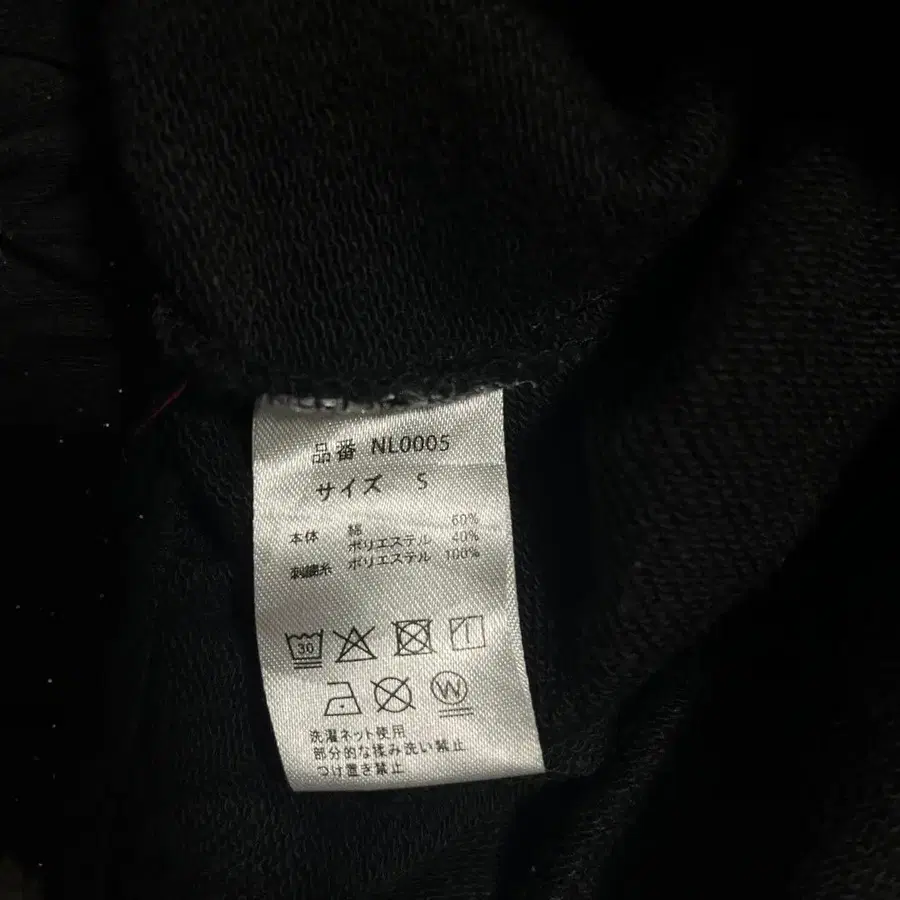 品番 NL0005
サイズ S
本体 綿 60%
ポリエステル 40%
刺繍糸 ポリエステル 100%
30
W
洗濯ネット使用
部分的な揉み洗い禁止
つけ置き禁止